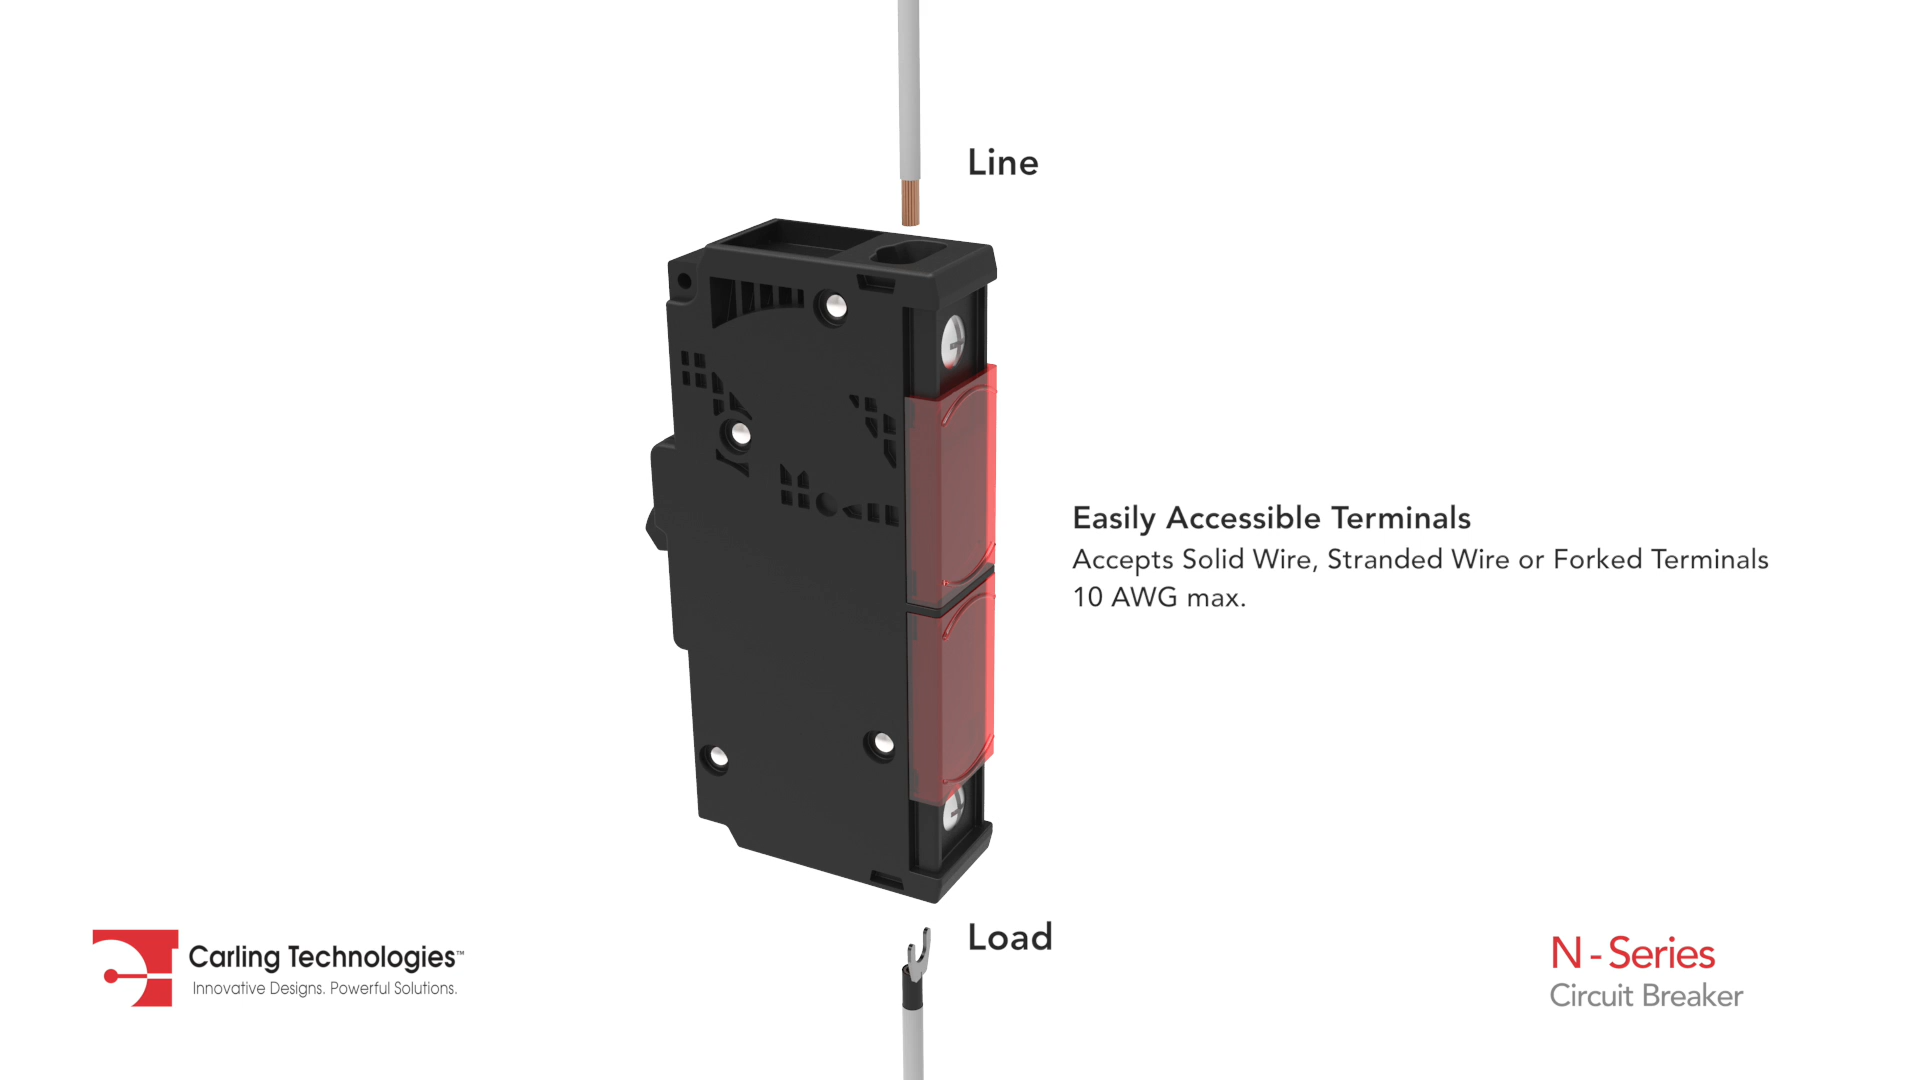 Line
Easily Accessible Terminals
Accepts Solid Wire, Stranded Wire or Forked Terminals
10 AWG max.
Load
Carling Technologies™
Innovative Designs. Powerful Solutions.
N - Series
Circuit Breaker